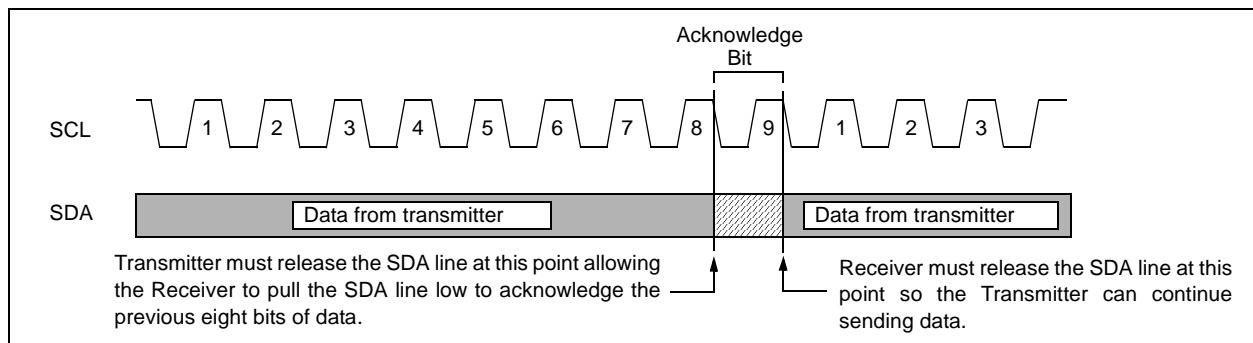 Acknowledge
Bit
SCL
1 2 3 4 5 6 7 8 9 1 2 3
SDA
Data from transmitter
Data from transmitter
Transmitter must release the SDA line at this point allowing
the Receiver to pull the SDA line low to acknowledge the
previous eight bits of data.
Receiver must release the SDA line at this
point so the Transmitter can continue
sending data.